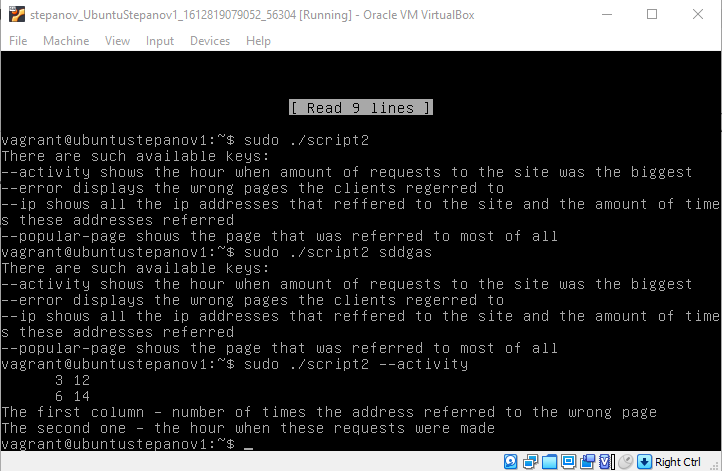 stepanov_UbuntuStepanov1_1612819079052_56304 [Running] - Oracle VM VirtualBox
File Machine View Input Devices Help
[ Read 9 lines ]
vagrant@ubuntustepanov1:~$ sudo ./script2
There are such available keys:
--activity shows the hour when amount of requests to the site was the biggest
--error displays the wrong pages the clients regerred to
--ip shows all the ip addresses that reffered to the site and the amount of time
s these addresses referred
--popular-page shows the page that was referred to most of all
vagrant@ubuntustepanov1:~$ sudo ./script2 sddgas
There are such available keys:
--activity shows the hour when amount of requests to the site was the biggest
--error displays the wrong pages the clients regerred to
--ip shows all the ip addresses that reffered to the site and the amount of time
s these addresses referred
--popular-page shows the page that was referred to most of all
vagrant@ubuntustepanov1:~$ sudo ./script2 --activity
3 12
6 14
The first column - number of times the address referred to the wrong page
The second one - the hour when these requests were made
vagrant@ubuntustepanov1:~$ _
Right Ctrl